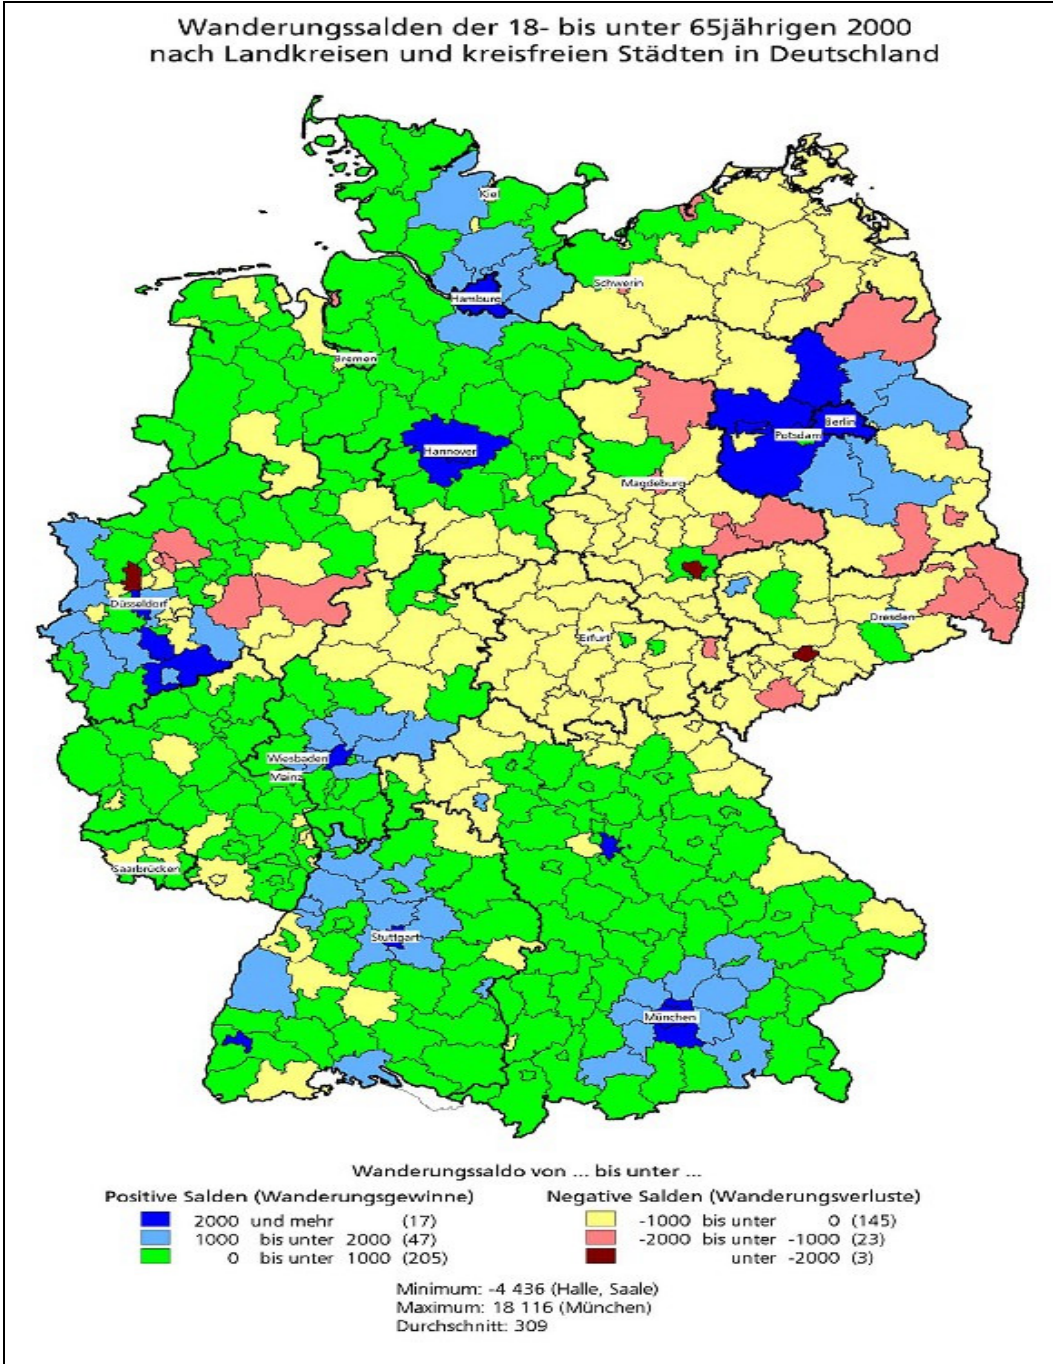 Wanderungssalden der 18- bis unter 65jährigen 2000
nach Landkreisen und kreisfreien Städten in Deutschland
Kiel
Schwerin
Hamburg
Bremen
Berlin
Potsdam
Hannover
Magdeburg
Düsseldorf
Dresden
Erfurt
Wiesbaden
Mainz
Saarbrücken
Stuttgart
München
Wanderungssaldo von ... bis unter ...
Positive Salden (Wanderungsgewinne)
2000 und mehr (17)
1000 bis unter 2000 (47)
0 bis unter 1000 (205)
Negative Salden (Wanderungsverluste)
-1000 bis unter 0 (145)
-2000 bis unter -1000 (23)
unter -2000 (3)
Minimum: -4 436 (Halle, Saale)
Maximum: 18 116 (München)
Durchschnitt: 309